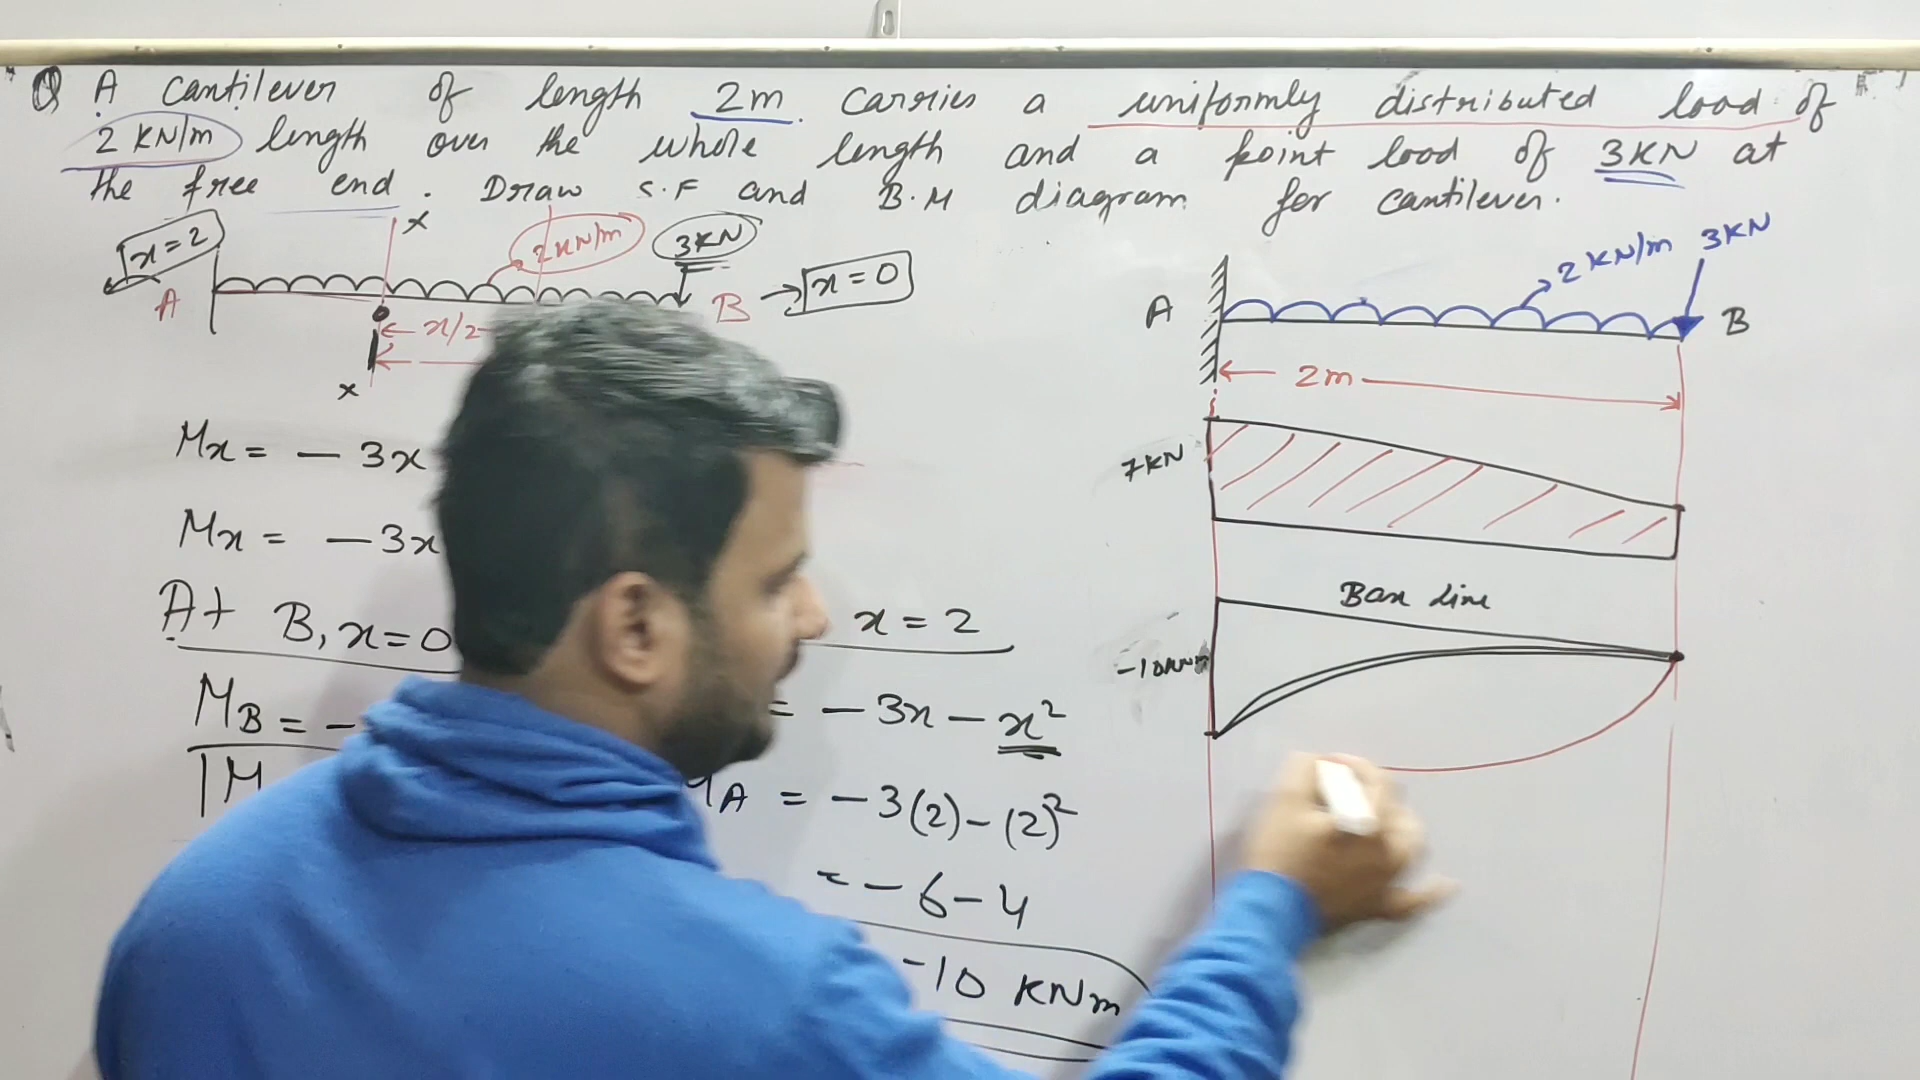 Q A cantilever of length 2m carries a uniformly distributed load of
2 KN/m length over the whole length and a point load of 3KN at
the free end. Draw S.F and B.M diagram for cantilever.
x
x=2
2KN/m
3KN
A
B
x=0
x/2
x
Mx = - 3x
Mx = -3x
At B, x=0
x = 2
MB = -
= -3x - x²
M
MA = -3(2)-(2)²
= -6-4
-10 KNm
2 KN/m 3KN
A
B
2m
7KN
Base line
-10KNm